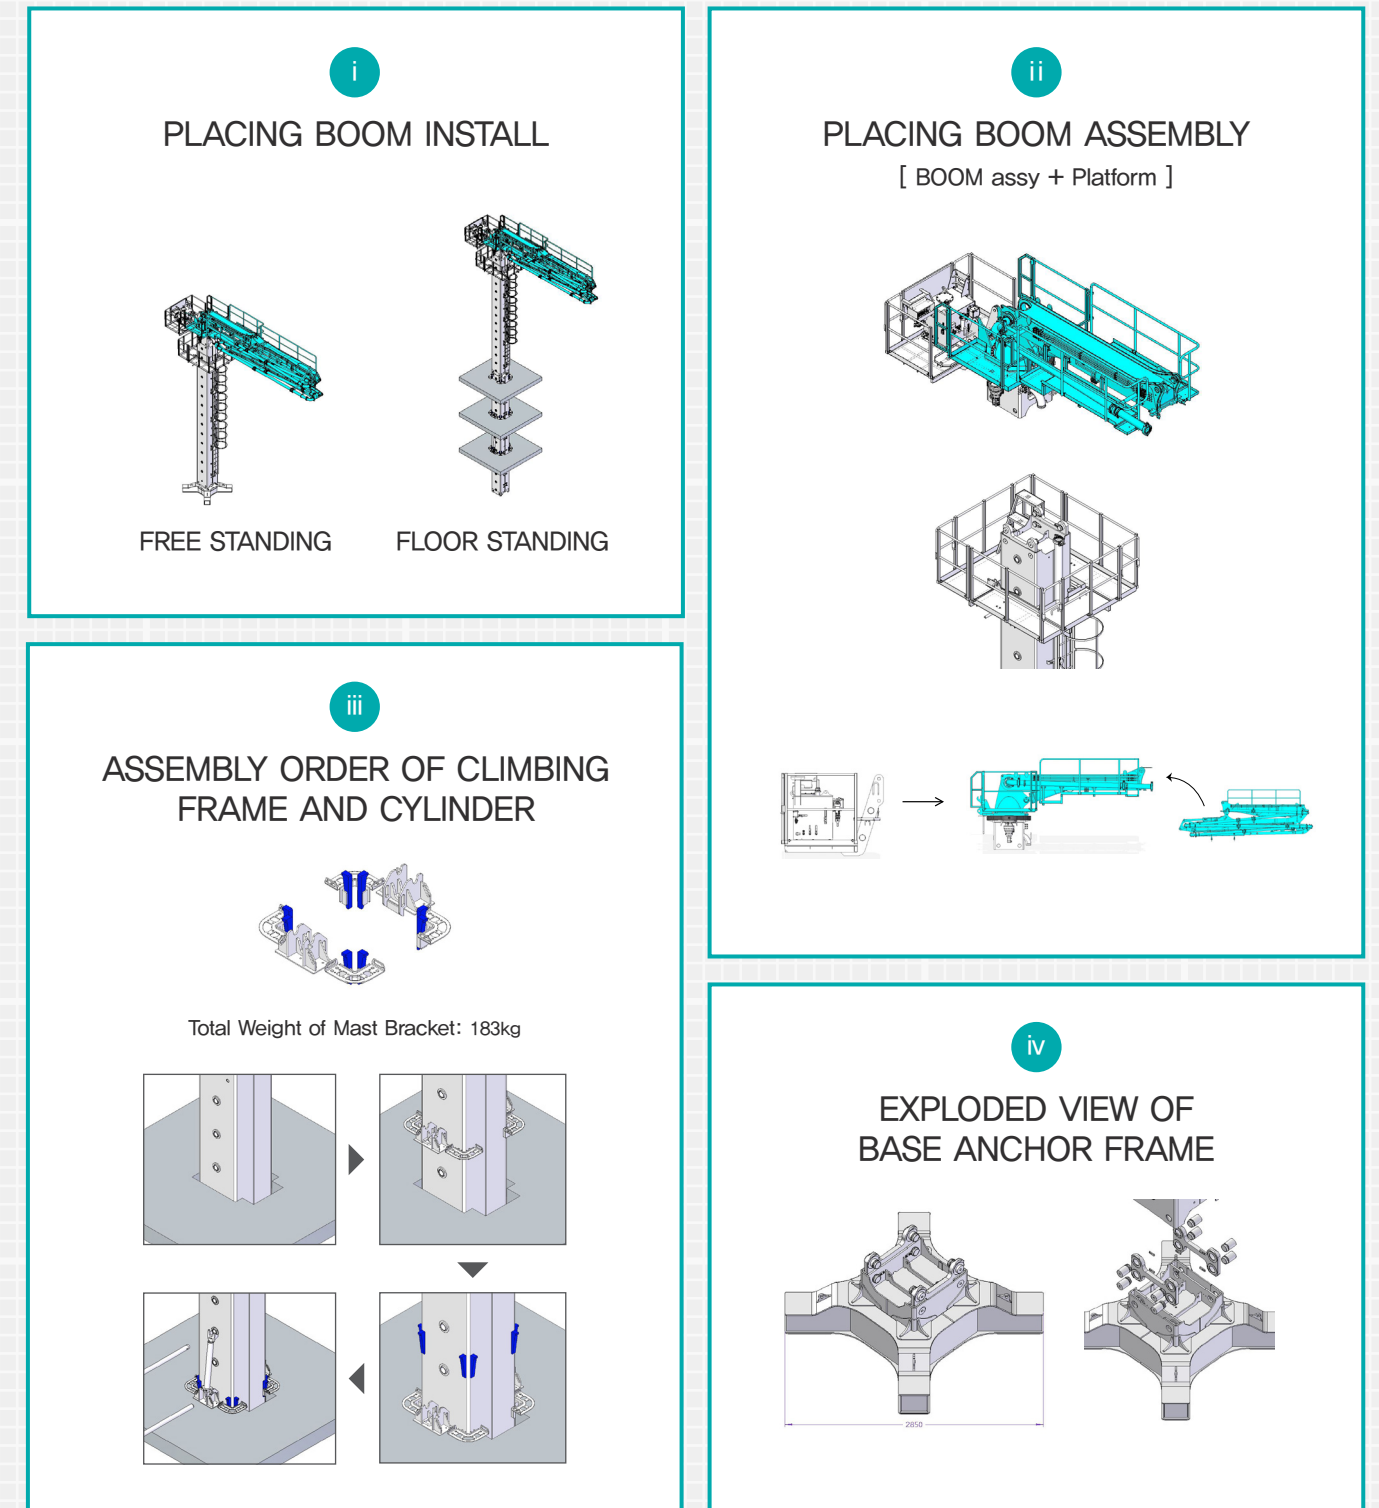 i
PLACING BOOM INSTALL
FREE STANDING
FLOOR STANDING
ii
PLACING BOOM ASSEMBLY
[ BOOM assy + Platform ]
iii
ASSEMBLY ORDER OF CLIMBING
FRAME AND CYLINDER
Total Weight of Mast Bracket: 183kg
iv
EXPLODED VIEW OF
BASE ANCHOR FRAME
2850